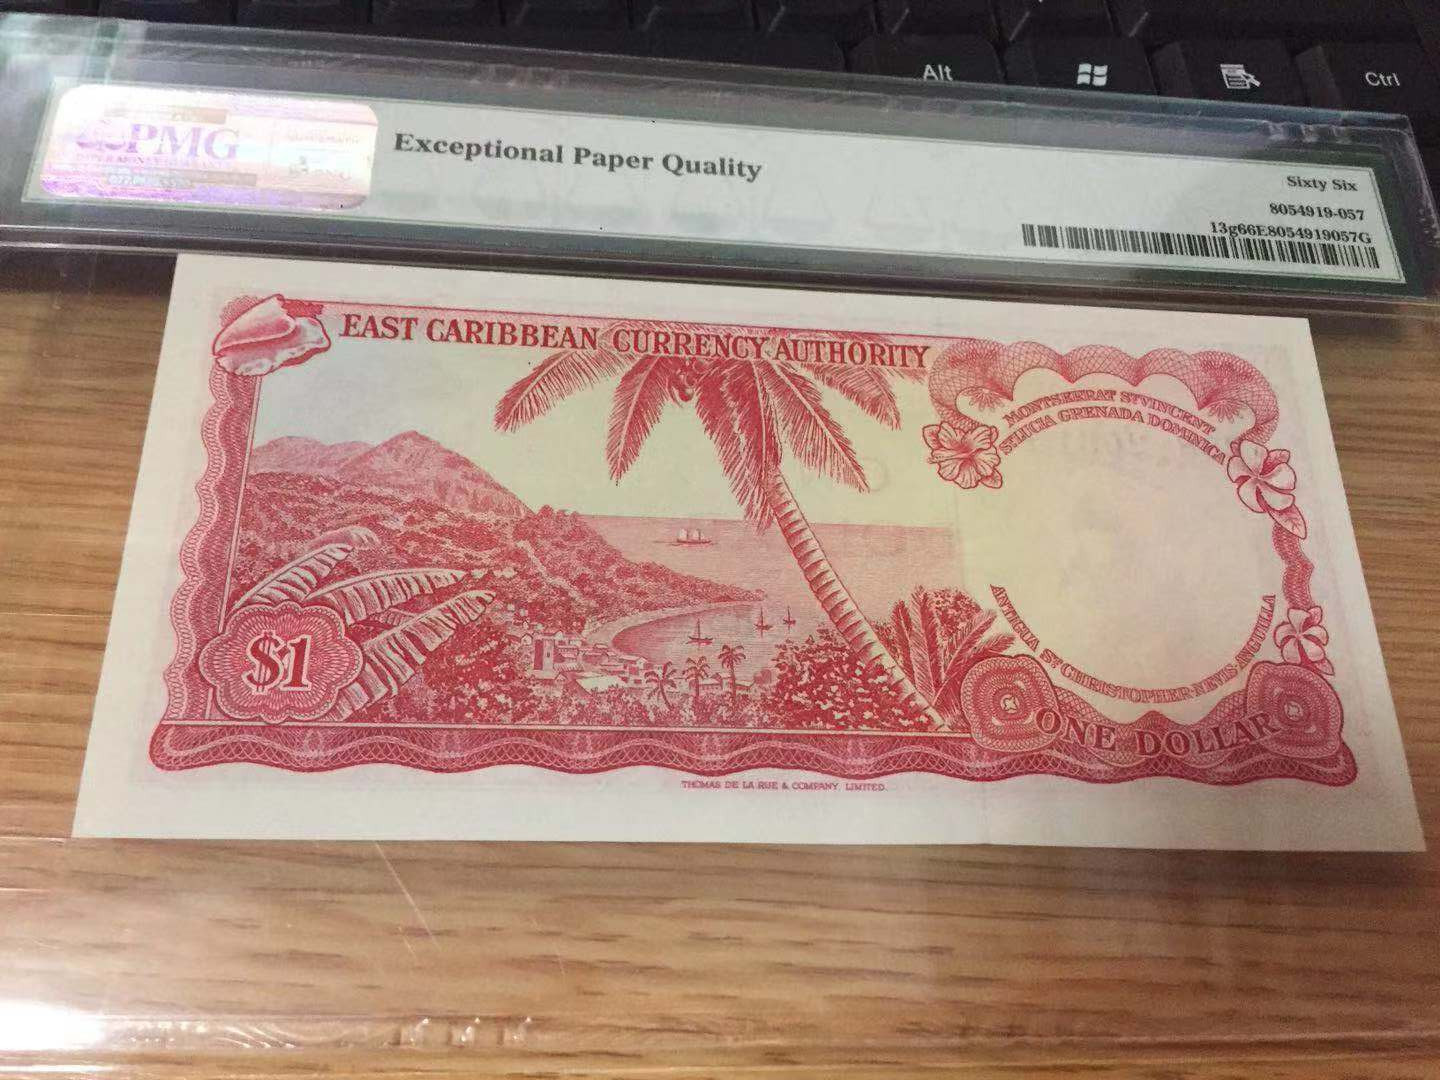 Alt
Ctrl
PMG
Exceptional Paper Quality
Sixty Six
8054919-057
13g66E8054919057G
EAST CARIBBEAN CURRENCY AUTHORITY
MONTSERRAT ST VINCENT
ST LUCIA GRENADA DOMINICA
ANTIGUA ST CHRISTOPHER-NEVIS-ANGUILLA
$1
ONE DOLLAR
THOMAS DE LA RUE & COMPANY, LIMITED.